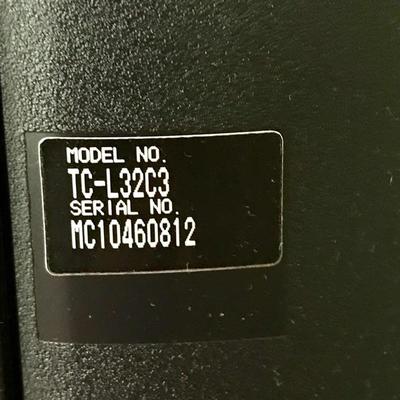 MODEL NO.
TC-L32C3
SERIAL NO.
MC10460812